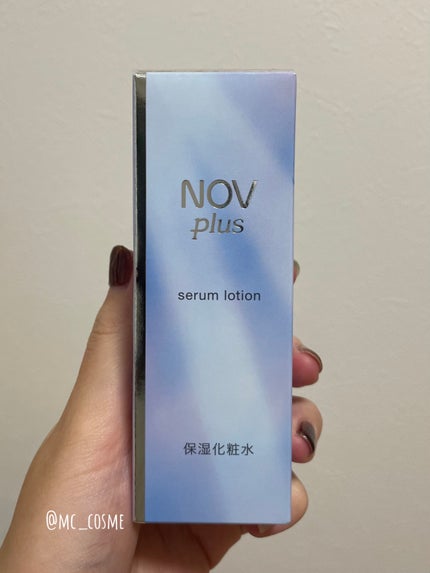 NOV
plus
serum lotion
保湿化粧水
@MC_COSME